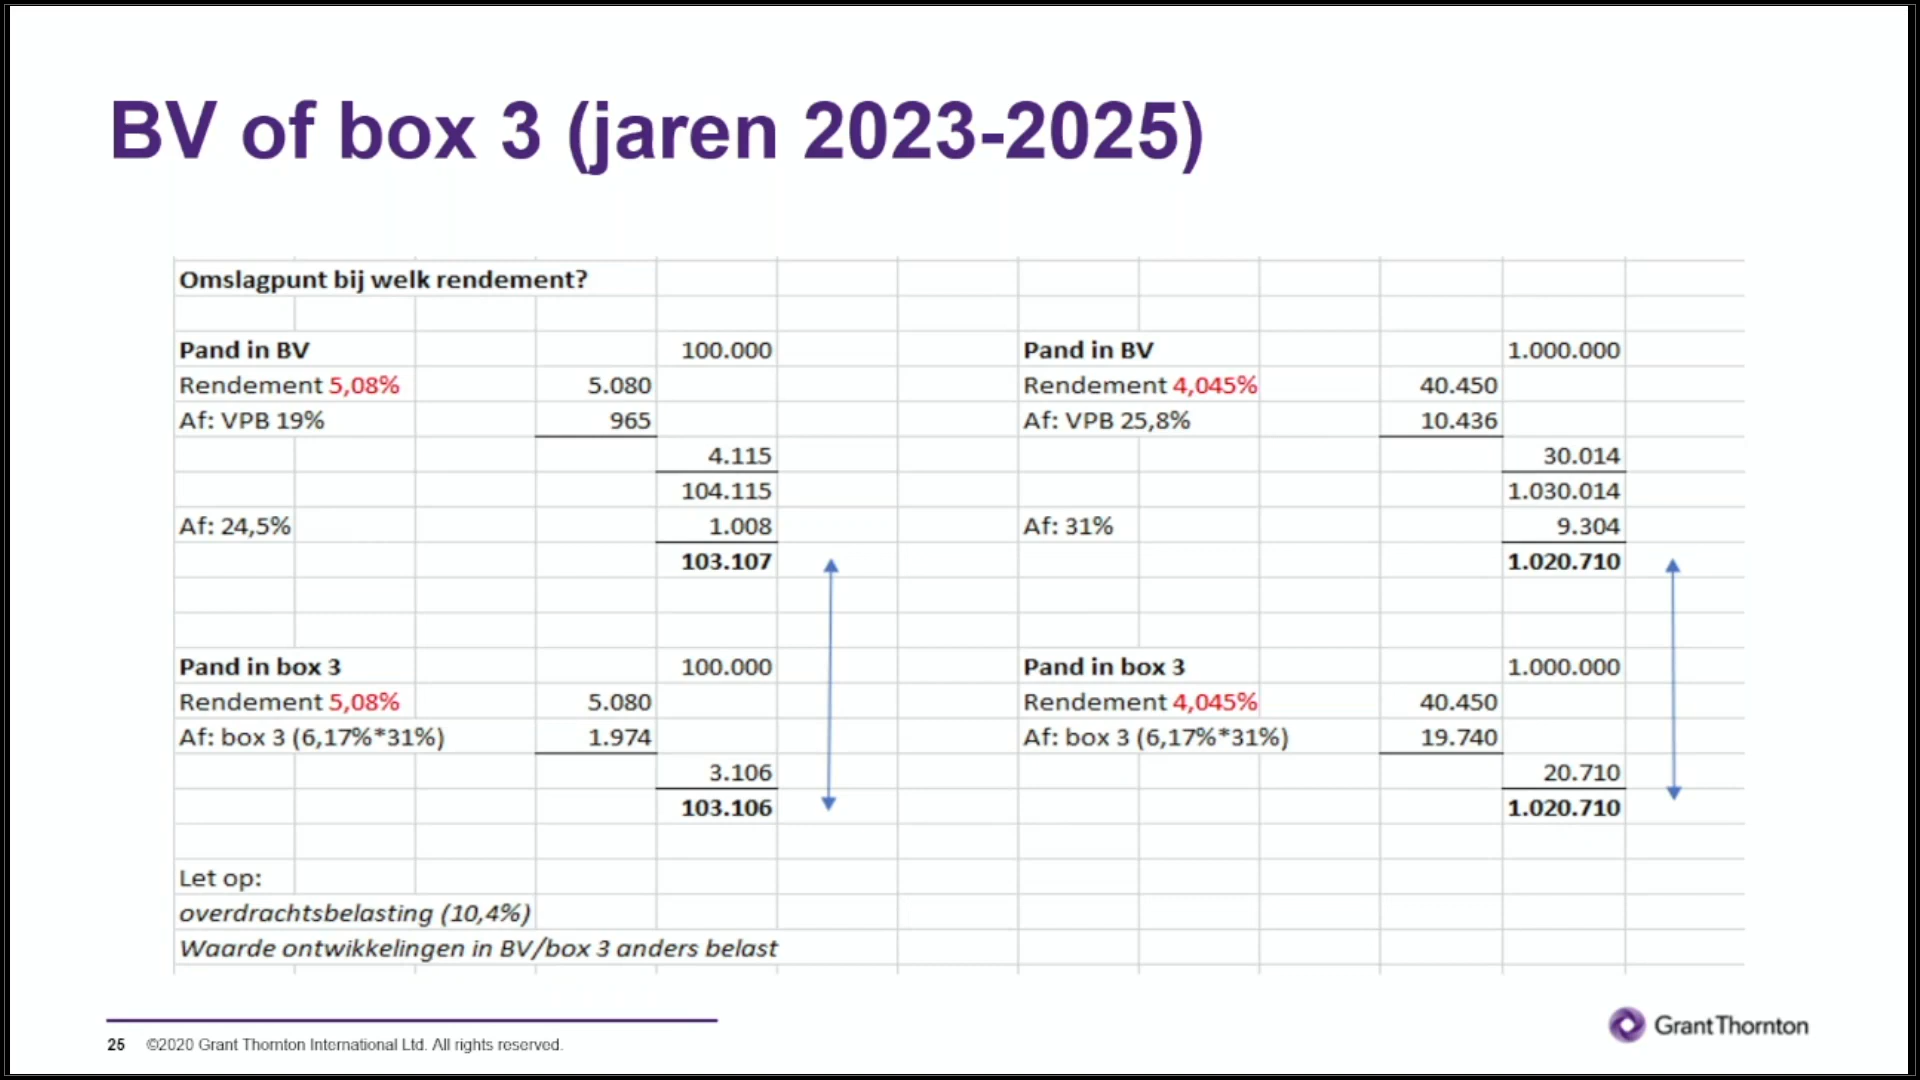 BV of box 3 (jaren 2023-2025)
Omslagpunt bij welk rendement?
Pand in BV 100.000
Rendement 5,08% 5.080
Af: VPB 19% 965
4.115
104.115
Af: 24,5% 1.008
103.107
Pand in box 3 100.000
Rendement 5,08% 5.080
Af: box 3 (6,17%*31%) 1.974
3.106
103.106
Pand in BV 1.000.000
Rendement 4,045% 40.450
Af: VPB 25,8% 10.436
30.014
1.030.014
Af: 31% 9.304
1.020.710
Pand in box 3 1.000.000
Rendement 4,045% 40.450
Af: box 3 (6,17%*31%) 19.740
20.710
1.020.710
Let op:
overdrachtsbelasting (10,4%)
Waarde ontwikkelingen in BV/box 3 anders belast
25 ©2020 Grant Thornton International Ltd. All rights reserved.
Grant Thornton